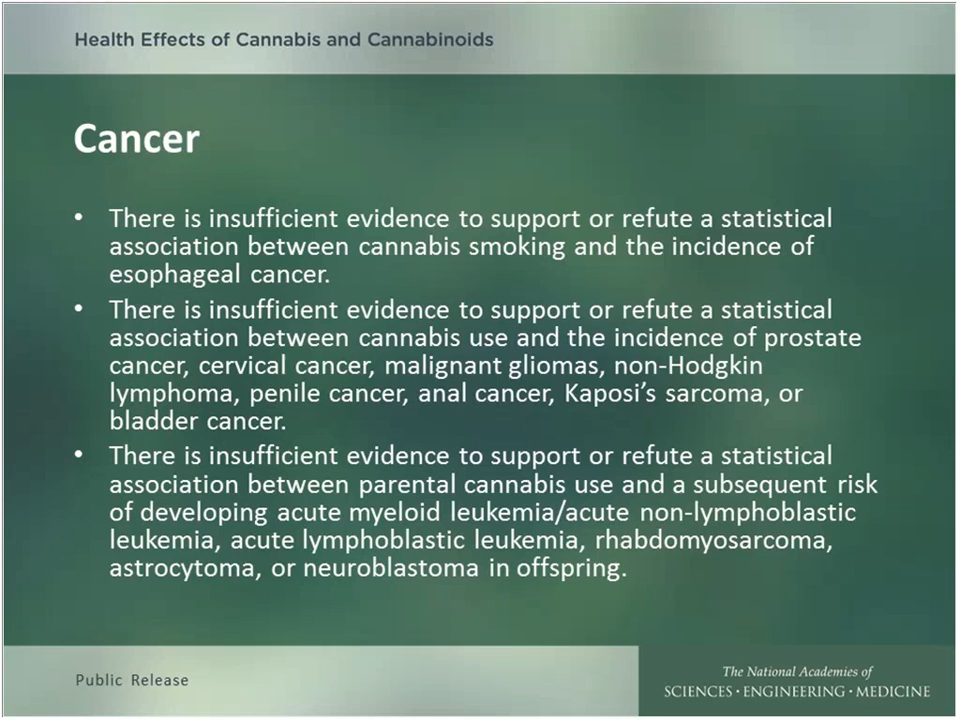 Health Effects of Cannabis and Cannabinoids
Cancer
• There is insufficient evidence to support or refute a statistical
association between cannabis smoking and the incidence of
esophageal cancer.
• There is insufficient evidence to support or refute a statistical
association between cannabis use and the incidence of prostate
cancer, cervical cancer, malignant gliomas, non-Hodgkin
lymphoma, penile cancer, anal cancer, Kaposi’s sarcoma, or
bladder cancer.
• There is insufficient evidence to support or refute a statistical
association between parental cannabis use and a subsequent risk
of developing acute myeloid leukemia/acute non-lymphoblastic
leukemia, acute lymphoblastic leukemia, rhabdomyosarcoma,
astrocytoma, or neuroblastoma in offspring.
Public Release
The National Academies of
SCIENCES • ENGINEERING • MEDICINE